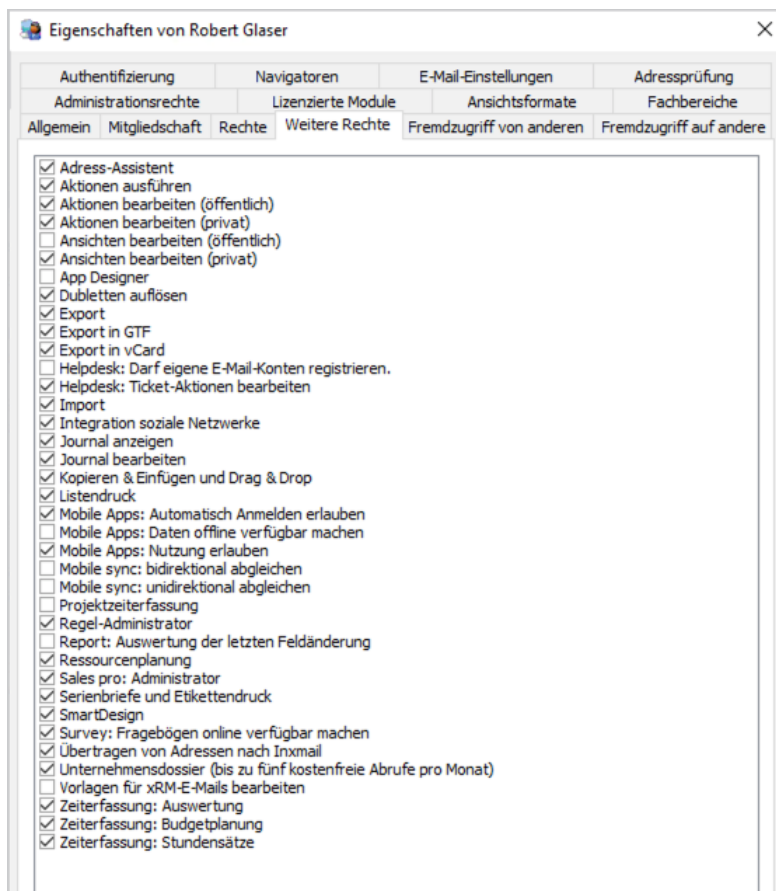 Eigenschaften von Robert Glaser
Authentifizierung Navigatoren E-Mail-Einstellungen Adressprüfung
Administrationsrechte Lizenzierte Module Ansichtsformate Fachbereiche
Allgemein Mitgliedschaft Rechte Weitere Rechte Fremdzugriff von anderen Fremdzugriff auf andere
Adress-Assistent
Aktionen ausführen
Aktionen bearbeiten (öffentlich)
Aktionen bearbeiten (privat)
Ansichten bearbeiten (öffentlich)
Ansichten bearbeiten (privat)
App Designer
Dubletten auflösen
Export
Export in GTF
Export in vCard
Helpdesk: Darf eigene E-Mail-Konten registrieren.
Helpdesk: Ticket-Aktionen bearbeiten
Import
Integration soziale Netzwerke
Journal anzeigen
Journal bearbeiten
Kopieren & Einfügen und Drag & Drop
Listendruck
Mobile Apps: Automatisch Anmelden erlauben
Mobile Apps: Daten offline verfügbar machen
Mobile Apps: Nutzung erlauben
Mobile sync: bidirektional abgleichen
Mobile sync: unidirektional abgleichen
Projektzeiterfassung
Regel-Administrator
Report: Auswertung der letzten Feldänderung
Ressourcenplanung
Sales pro: Administrator
Serienbriefe und Etikettendruck
SmartDesign
Survey: Fragebögen online verfügbar machen
Übertragen von Adressen nach Inxmail
Unternehmensdossier (bis zu fünf kostenfreie Abrufe pro Monat)
Vorlagen für xRM-E-Mails bearbeiten
Zeiterfassung: Auswertung
Zeiterfassung: Budgetplanung
Zeiterfassung: Stundensätze